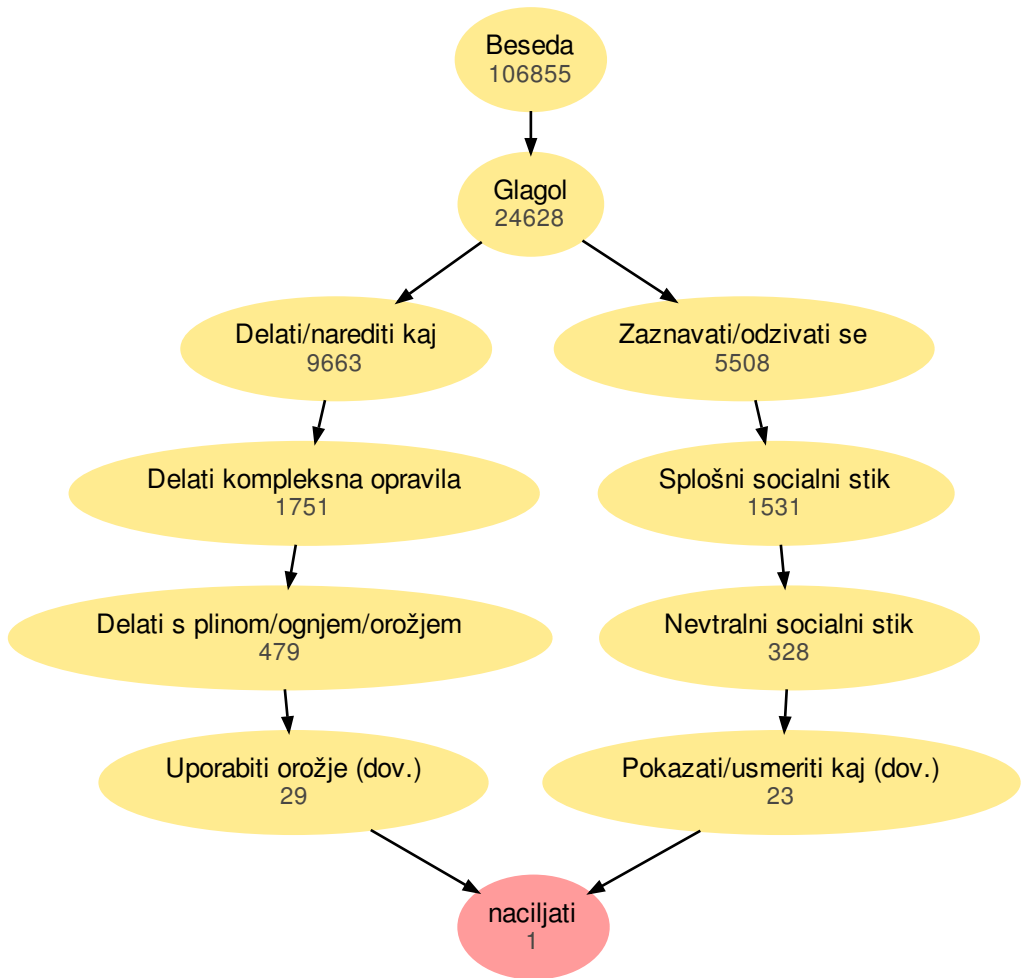 Beseda
106855
Glagol
24628
Delati/narediti kaj
9663
Zaznavati/odzivati se
5508
Delati kompleksna opravila
1751
Splošni socialni stik
1531
Delati s plinom/ognjem/orožjem
479
Nevtralni socialni stik
328
Uporabiti orožje (dov.)
29
Pokazati/usmeriti kaj (dov.)
23
naciljati
1